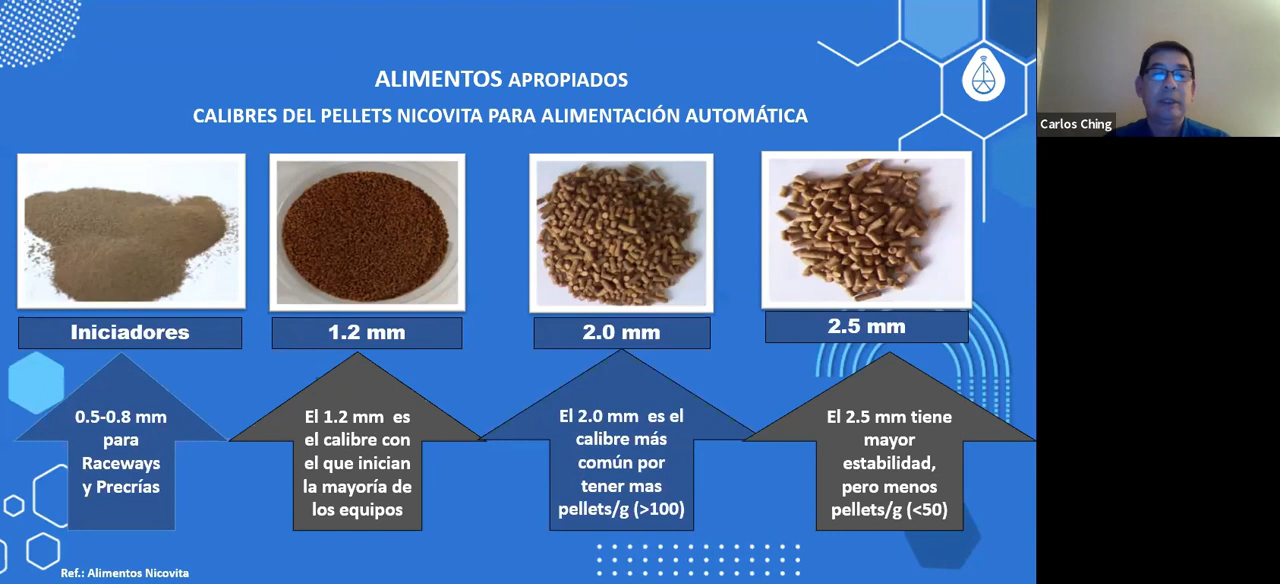 ALIMENTOS APROPIADOS
CALIBRES DEL PELLETS NICOVITA PARA ALIMENTACIÓN AUTOMÁTICA
Carlos Ching
Iniciadores
1.2 mm
2.0 mm
2.5 mm
0.5-0.8 mm
para
Raceways
y Precrías
El 1.2 mm es
el calibre con
el que inician
la mayoría de
los equipos
El 2.0 mm es el
calibre más
común por
tener mas
pellets/g (>100)
El 2.5 mm tiene
mayor
estabilidad,
pero menos
pellets/g (<50)
Ref.: Alimentos Nicovita